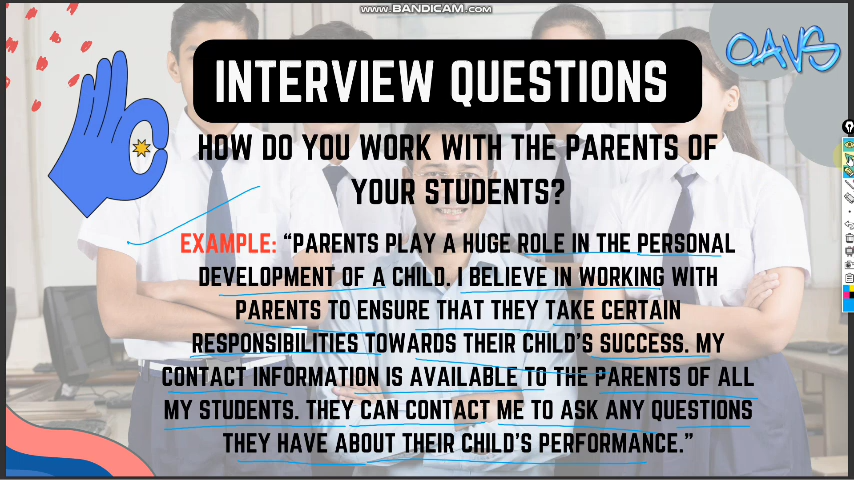 WWW.BANDICAM.COM
OAVS
INTERVIEW QUESTIONS
HOW DO YOU WORK WITH THE PARENTS OF
YOUR STUDENTS?
EXAMPLE: “PARENTS PLAY A HUGE ROLE IN THE PERSONAL
DEVELOPMENT OF A CHILD. I BELIEVE IN WORKING WITH
PARENTS TO ENSURE THAT THEY TAKE CERTAIN
RESPONSIBILITIES TOWARDS THEIR CHILD’S SUCCESS. MY
CONTACT INFORMATION IS AVAILABLE TO THE PARENTS OF ALL
MY STUDENTS. THEY CAN CONTACT ME TO ASK ANY QUESTIONS
THEY HAVE ABOUT THEIR CHILD’S PERFORMANCE.”